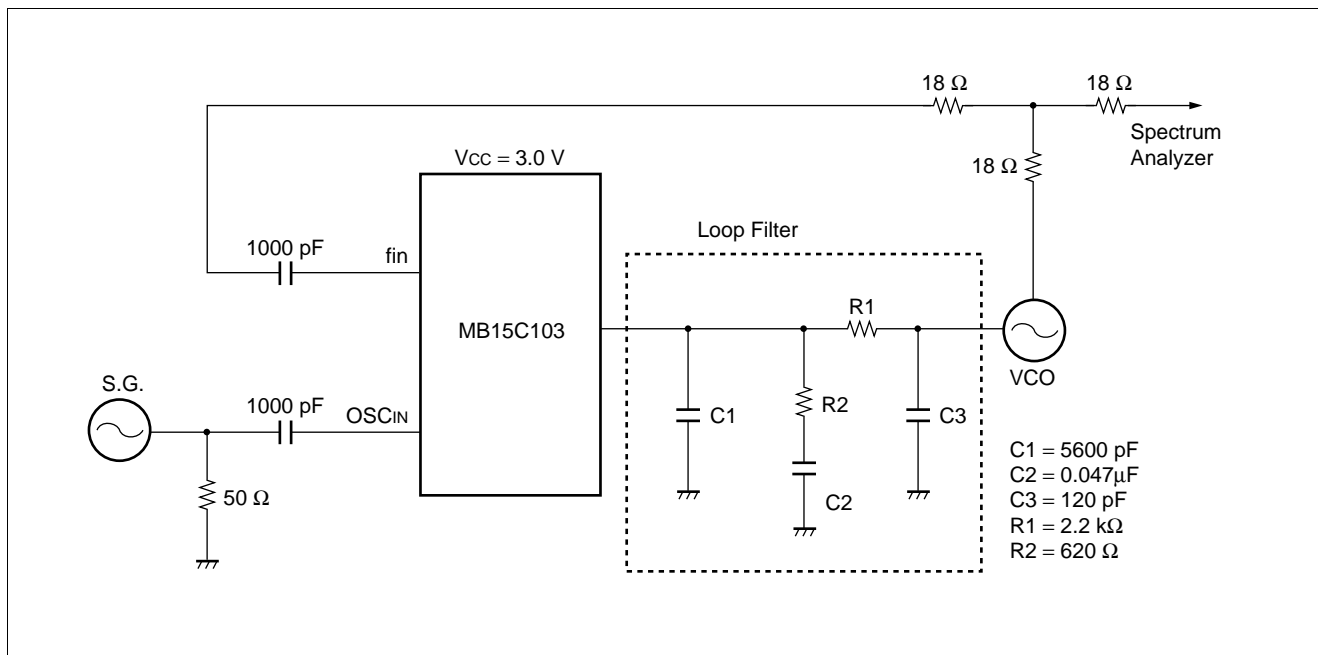 18 Ω
18 Ω
Spectrum
Analyzer
18 Ω
VCC = 3.0 V
Loop Filter
1000 pF
fin
R1
MB15C103
VCO
S.G.
1000 pF
OSCIN
C1
R2
C3
50 Ω
C2
C1 = 5600 pF
C2 = 0.047μF
C3 = 120 pF
R1 = 2.2 kΩ
R2 = 620 Ω